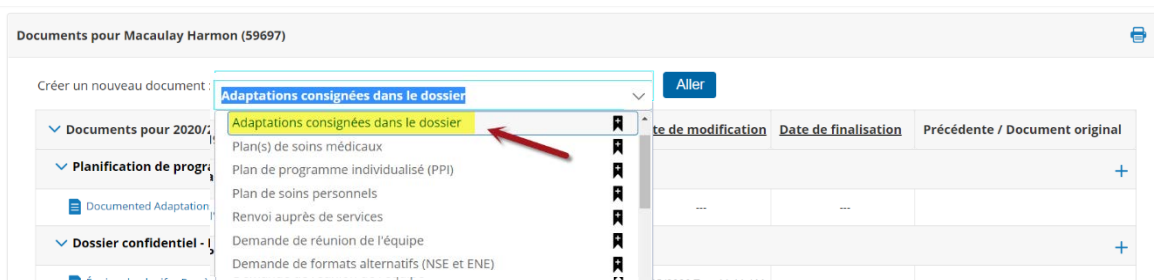 Documents pour Macaulay Harmon (59697)
Créer un nouveau document :
Adaptations consignées dans le dossier
Aller
Adaptations consignées dans le dossier
Documents pour 2020/
te de modification Date de finalisation Précédente / Document original
Plan(s) de soins médicaux
Planification de progra
Plan de programme individualisé (PPI)
+
Plan de soins personnels
Documented Adaptation
--- ---
Renvoi auprès de services
Dossier confidentiel -
Demande de réunion de l'équipe
+
Demande de formats alternatifs (NSE et ENE)